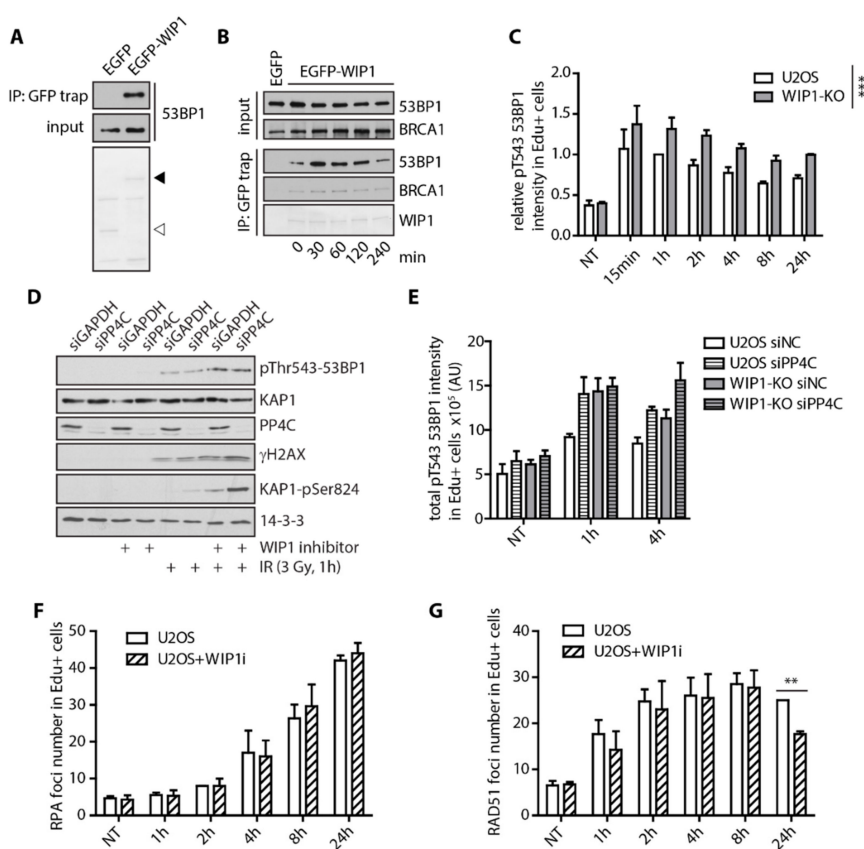 A
EGFP
EGFP-WIP1
IP: GFP trap
input
53BP1
B
EGFP
EGFP-WIP1
input
53BP1
BRCA1
IP: GFP trap
53BP1
BRCA1
WIP1
0 30 60 120 240 min
C
U2OS
WIP1-KO
***
relative pT543 53BP1
intensity in Edu+ cells
2.0
1.5
1.0
0.5
0.0
NT 15min 1h 2h 4h 8h 24h
D
siGAPDH siPP4C siGAPDH siPP4C siGAPDH siPP4C siGAPDH siPP4C
pThr543-53BP1
KAP1
PP4C
γH2AX
KAP1-pSer824
14-3-3
+ + + + WIP1 inhibitor
+ + + + IR (3 Gy, 1h)
E
U2OS siNC
U2OS siPP4C
WIP1-KO siNC
WIP1-KO siPP4C
total pT543 53BP1 intensity
in Edu+ cells x10⁵ (AU)
20
15
10
5
0
NT 1h 4h
F
U2OS
U2OS+WIP1i
RPA foci number in Edu+ cells
50
40
30
20
10
0
NT 1h 2h 4h 8h 24h
G
U2OS
U2OS+WIP1i
**
RAD51 foci number in Edu+ cells
40
30
20
10
0
NT 1h 2h 4h 8h 24h